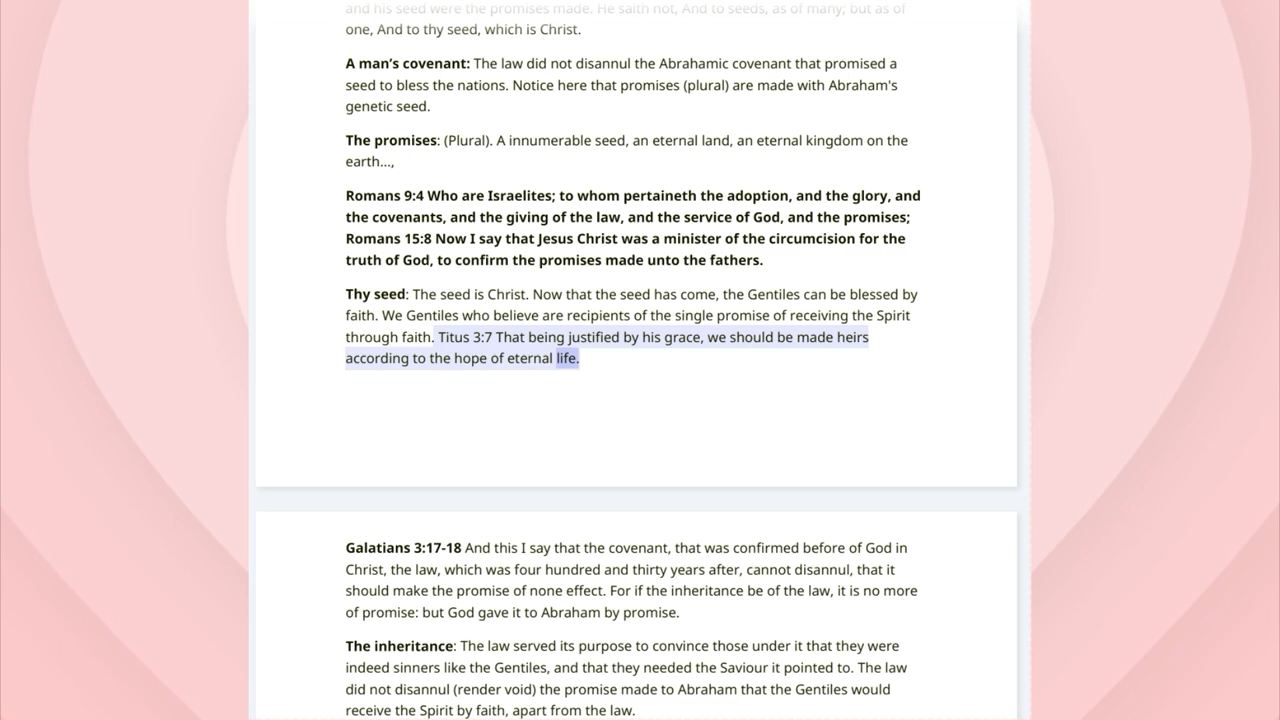 and his seed were the promises made. He saith not, And to seeds, as of many; but as of
one, And to thy seed, which is Christ.
A man’s covenant: The law did not disannul the Abrahamic covenant that promised a
seed to bless the nations. Notice here that promises (plural) are made with Abraham's
genetic seed.
The promises: (Plural). A innumerable seed, an eternal land, an eternal kingdom on the
earth...,
Romans 9:4 Who are Israelites; to whom pertaineth the adoption, and the glory, and
the covenants, and the giving of the law, and the service of God, and the promises;
Romans 15:8 Now I say that Jesus Christ was a minister of the circumcision for the
truth of God, to confirm the promises made unto the fathers.
Thy seed: The seed is Christ. Now that the seed has come, the Gentiles can be blessed by
faith. We Gentiles who believe are recipients of the single promise of receiving the Spirit
through faith. Titus 3:7 That being justified by his grace, we should be made heirs
according to the hope of eternal life.
Galatians 3:17-18 And this I say that the covenant, that was confirmed before of God in
Christ, the law, which was four hundred and thirty years after, cannot disannul, that it
should make the promise of none effect. For if the inheritance be of the law, it is no more
of promise: but God gave it to Abraham by promise.
The inheritance: The law served its purpose to convince those under it that they were
indeed sinners like the Gentiles, and that they needed the Saviour it pointed to. The law
did not disannul (render void) the promise made to Abraham that the Gentiles would
receive the Spirit by faith, apart from the law.